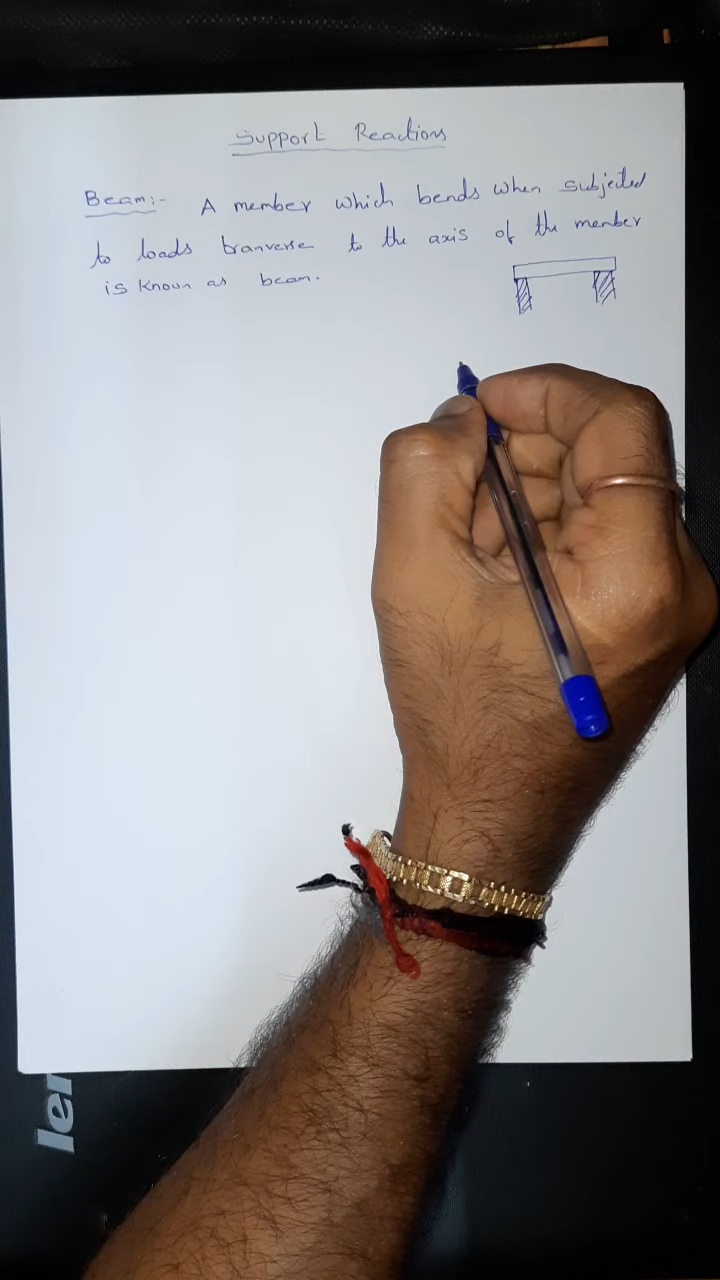 Support Reactions
Beam:- A member which bends when subjected
to loads tranverse to the axis of the member
is known as beam.